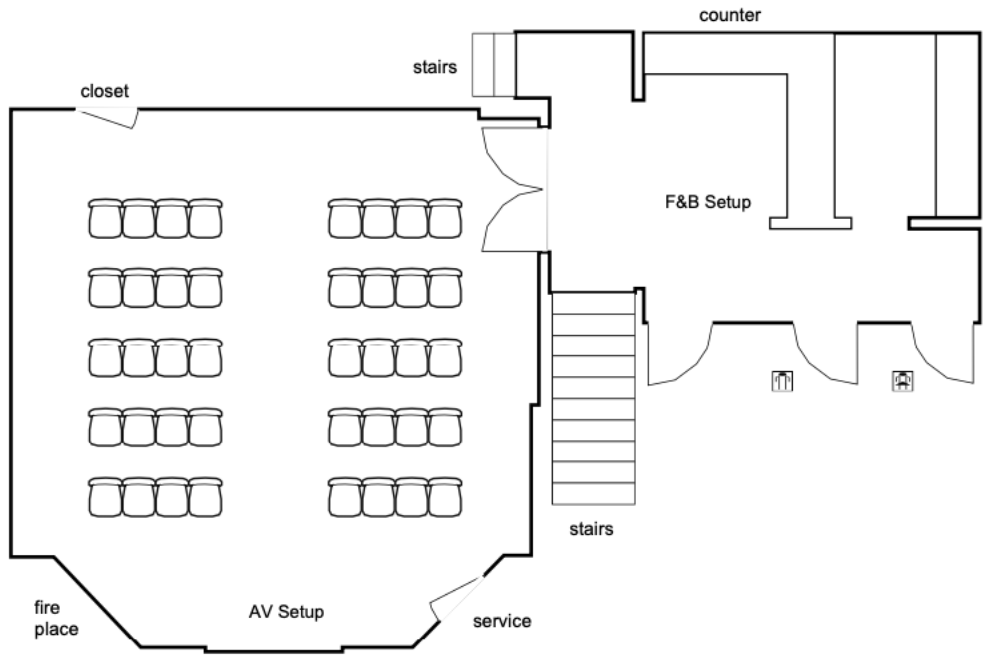 counter
stairs
closet
F&B Setup
stairs
fire
place
AV Setup
service